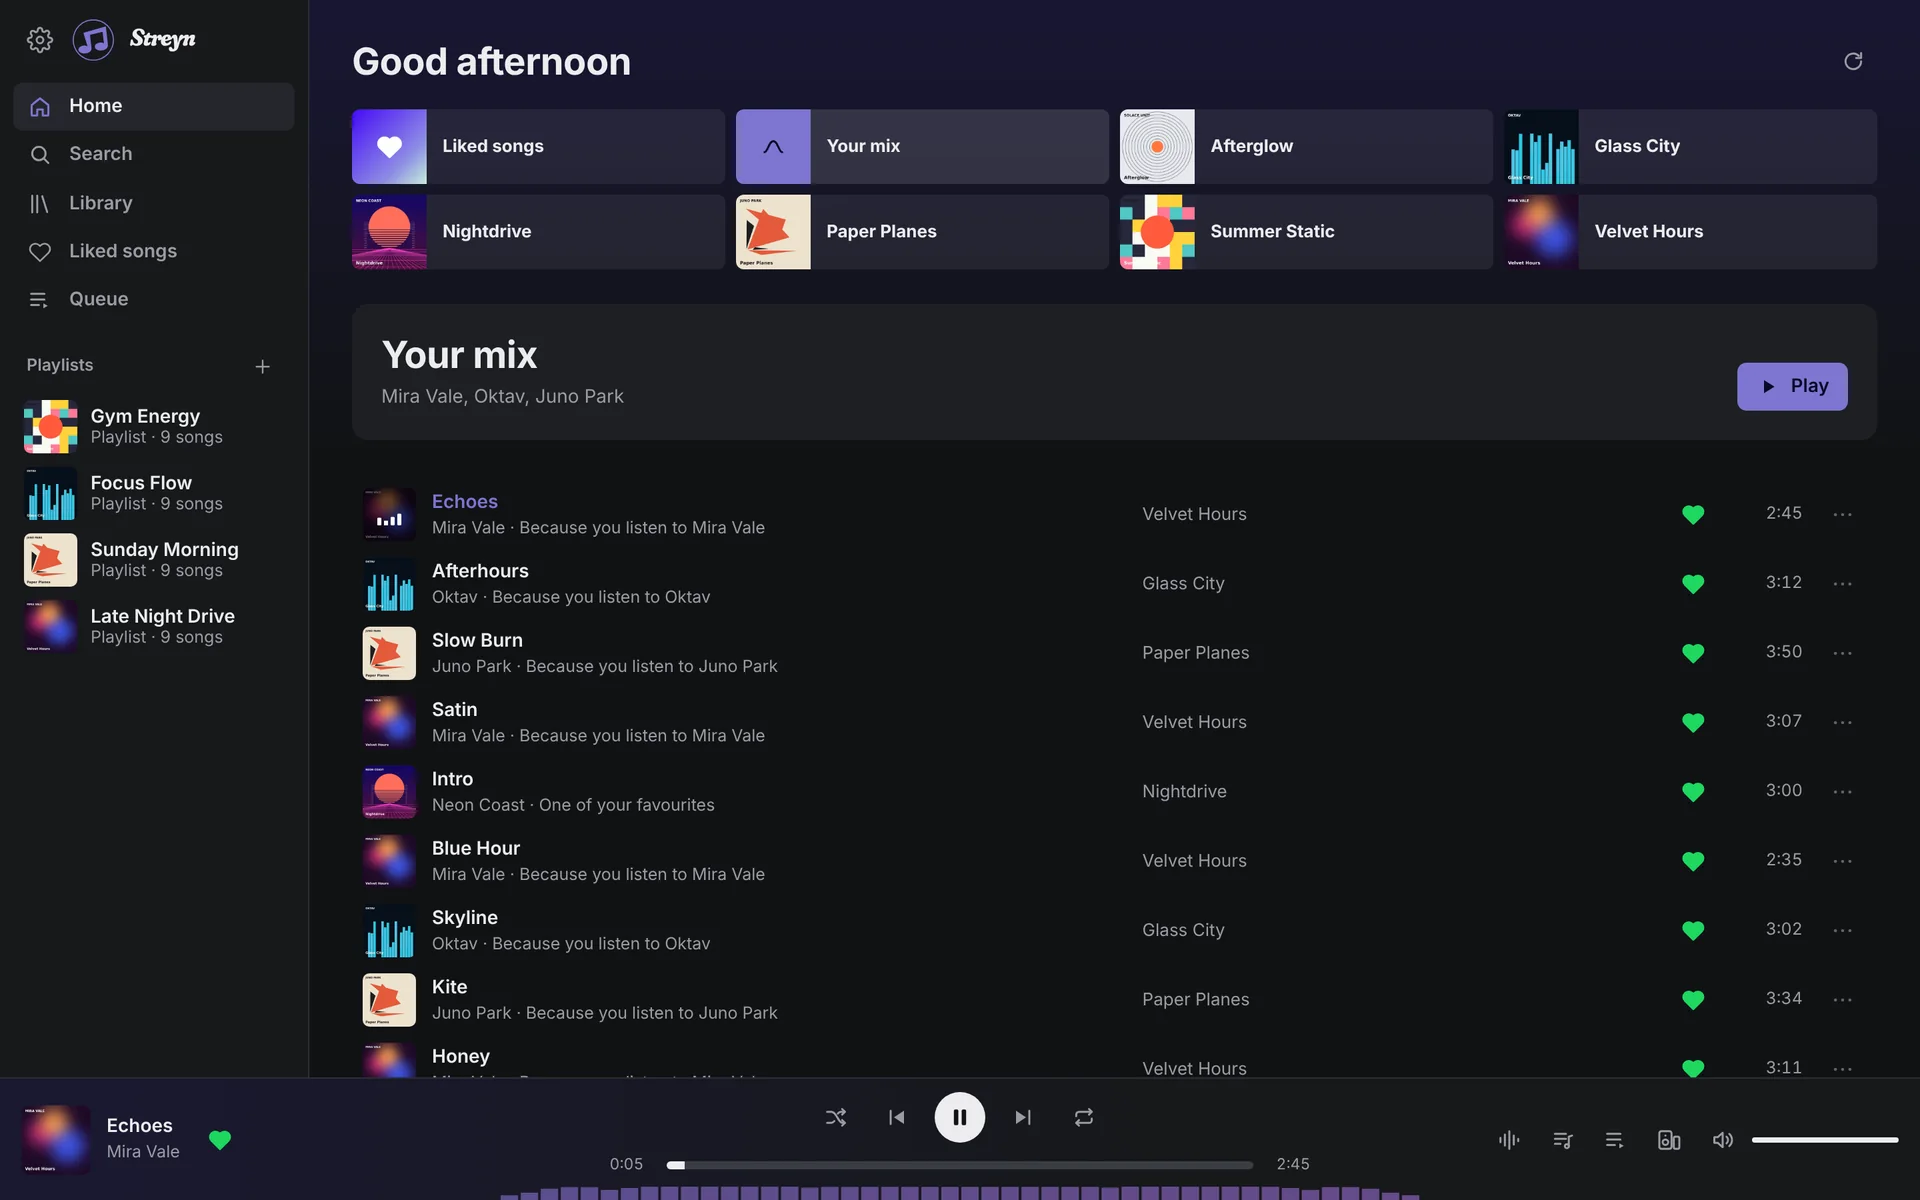 Streyn
Home
Search
Library
Liked songs
Queue
Playlists
Gym Energy
Playlist · 9 songs
Focus Flow
Playlist · 9 songs
Sunday Morning
Playlist · 9 songs
Late Night Drive
Playlist · 9 songs
Good afternoon
Liked songs
Your mix
Afterglow
Glass City
Nightdrive
Paper Planes
Summer Static
Velvet Hours
Your mix
Mira Vale, Oktav, Juno Park
Play
Echoes
Mira Vale · Because you listen to Mira Vale
Velvet Hours
2:45
Afterhours
Oktav · Because you listen to Oktav
Glass City
3:12
Slow Burn
Juno Park · Because you listen to Juno Park
Paper Planes
3:50
Satin
Mira Vale · Because you listen to Mira Vale
Velvet Hours
3:07
Intro
Neon Coast · One of your favourites
Nightdrive
3:00
Blue Hour
Mira Vale · Because you listen to Mira Vale
Velvet Hours
2:35
Skyline
Oktav · Because you listen to Oktav
Glass City
3:02
Kite
Juno Park · Because you listen to Juno Park
Paper Planes
3:34
Honey
Velvet Hours
3:11
MIRA VALE
Velvet Hours
Echoes
Mira Vale
0:05
2:45